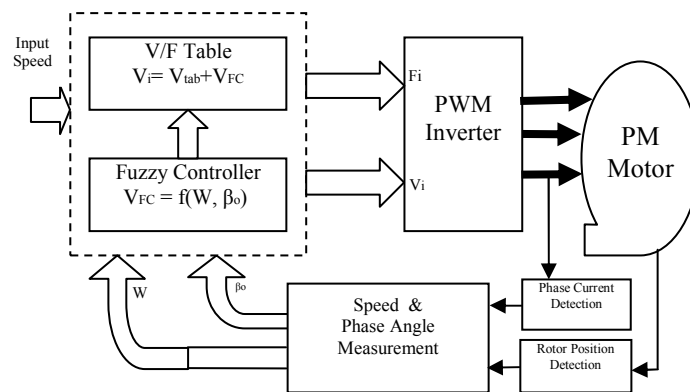 Input
Speed
V/F Table
Vi= Vtab+VFC
Fuzzy Controller
VFC = f(W, βo)
Fi
Vi
PWM
Inverter
PM
Motor
W
βo
Speed &
Phase Angle
Measurement
Phase Current
Detection
Rotor Position
Detection